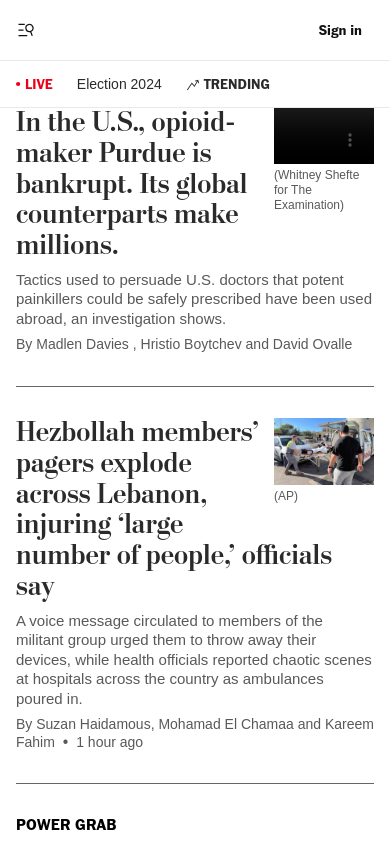 Sign in
LIVE
Election 2024
TRENDING
In the U.S., opioid-
maker Purdue is
bankrupt. Its global
counterparts make
millions.
(Whitney Shefte
for The
Examination)
Tactics used to persuade U.S. doctors that potent
painkillers could be safely prescribed have been used
abroad, an investigation shows.
By Madlen Davies , Hristio Boytchev and David Ovalle
Hezbollah members’
pagers explode
across Lebanon,
injuring ‘large
number of people,’ officials
say
(AP)
A voice message circulated to members of the
militant group urged them to throw away their
devices, while health officials reported chaotic scenes
at hospitals across the country as ambulances
poured in.
By Suzan Haidamous, Mohamad El Chamaa and Kareem
Fahim • 1 hour ago
POWER GRAB